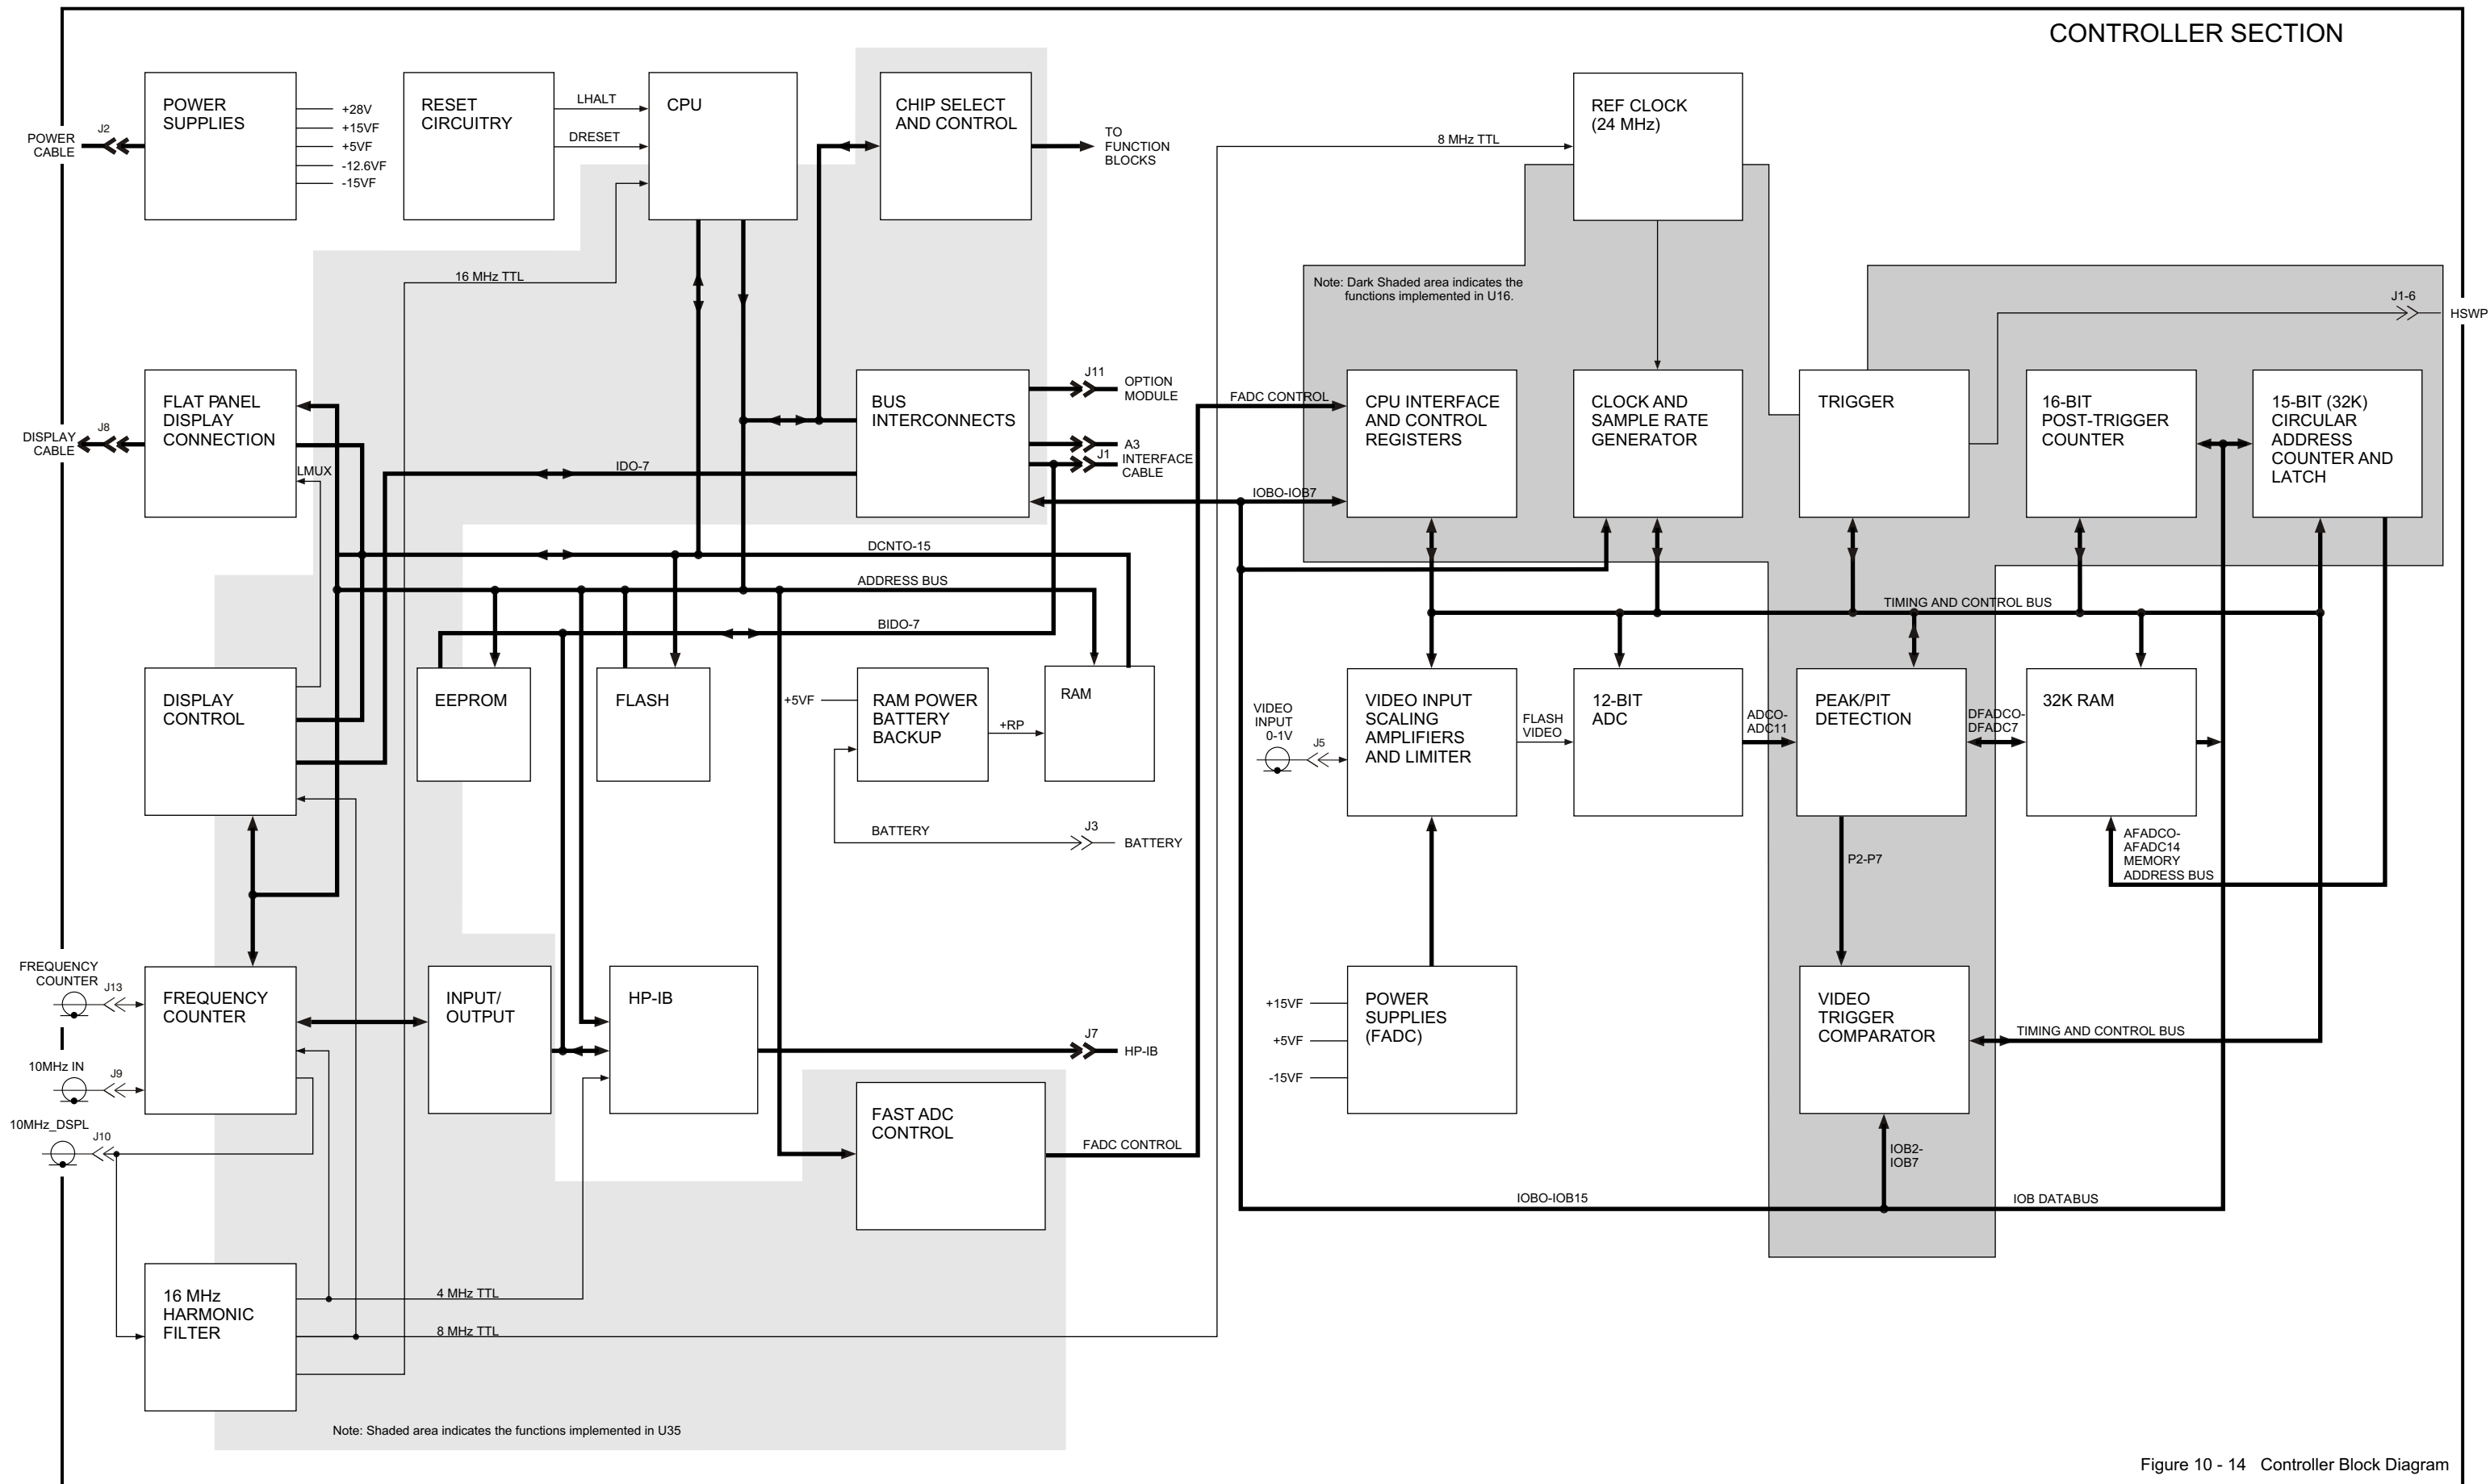 CONTROLLER SECTION
POWER
SUPPLIES
+28V
+15VF
+5VF
-12.6VF
-15VF
J2
POWER
CABLE
RESET
CIRCUITRY
LHALT
DRESET
CPU
CHIP SELECT
AND CONTROL
TO
FUNCTION
BLOCKS
8 MHz TTL
REF CLOCK
(24 MHz)
16 MHz TTL
Note: Dark Shaded area indicates the
functions implemented in U16.
J1-6
HSWP
FLAT PANEL
DISPLAY
CONNECTION
J8
DISPLAY
CABLE
LMUX
IDO-7
BUS
INTERCONNECTS
J11
OPTION
MODULE
A3
J1
INTERFACE
CABLE
FADC CONTROL
IOBO-IOB7
CPU INTERFACE
AND CONTROL
REGISTERS
CLOCK AND
SAMPLE RATE
GENERATOR
TRIGGER
16-BIT
POST-TRIGGER
COUNTER
15-BIT (32K)
CIRCULAR
ADDRESS
COUNTER AND
LATCH
DCNTO-15
ADDRESS BUS
BIDO-7
TIMING AND CONTROL BUS
DISPLAY
CONTROL
EEPROM
FLASH
+5VF
RAM POWER
BATTERY
BACKUP
+RP
RAM
BATTERY
J3
BATTERY
VIDEO
INPUT
0-1V
J5
VIDEO INPUT
SCALING
AMPLIFIERS
AND LIMITER
FLASH
VIDEO
12-BIT
ADC
ADCO-
ADC11
PEAK/PIT
DETECTION
DFADCO-
DFADC7
32K RAM
AFADCO-
AFADC14
MEMORY
ADDRESS BUS
P2-P7
FREQUENCY
COUNTER
J13
10MHz IN
J9
10MHz_DSPL
J10
FREQUENCY
COUNTER
INPUT/
OUTPUT
HP-IB
J7
HP-IB
FAST ADC
CONTROL
FADC CONTROL
+15VF
+5VF
-15VF
POWER
SUPPLIES
(FADC)
VIDEO
TRIGGER
COMPARATOR
TIMING AND CONTROL BUS
IOB2-
IOB7
IOBO-IOB15
IOB DATABUS
16 MHz
HARMONIC
FILTER
4 MHz TTL
8 MHz TTL
Note: Shaded area indicates the functions implemented in U35
Figure 10 - 14 Controller Block Diagram